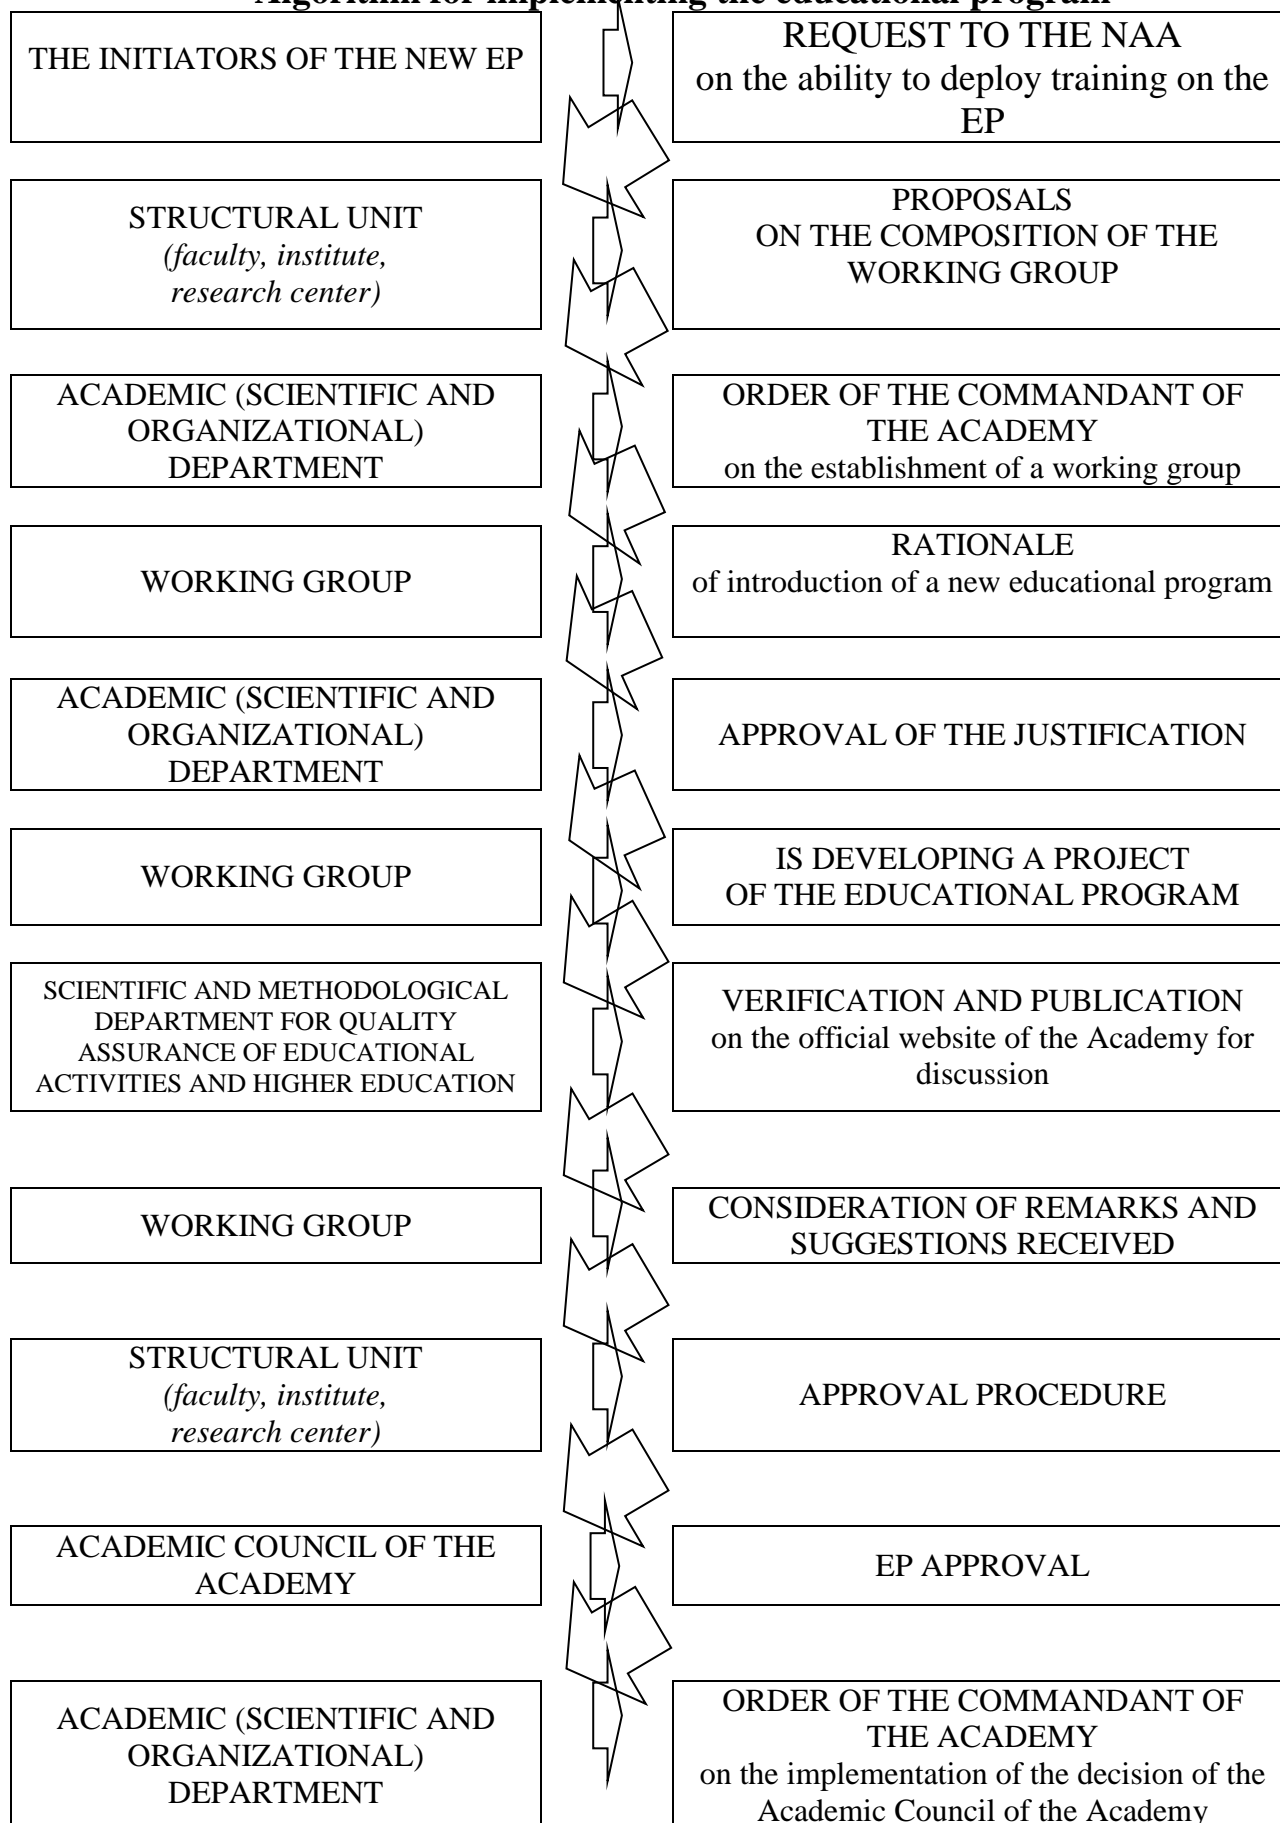 Algorithm for implementing the educational program
THE INITIATORS OF THE NEW EP
REQUEST TO THE NAA
on the ability to deploy training on the
EP
STRUCTURAL UNIT
(faculty, institute,
research center)
PROPOSALS
ON THE COMPOSITION OF THE
WORKING GROUP
ACADEMIC (SCIENTIFIC AND
ORGANIZATIONAL)
DEPARTMENT
ORDER OF THE COMMANDANT OF
THE ACADEMY
on the establishment of a working group
WORKING GROUP
RATIONALE
of introduction of a new educational program
ACADEMIC (SCIENTIFIC AND
ORGANIZATIONAL)
DEPARTMENT
APPROVAL OF THE JUSTIFICATION
WORKING GROUP
IS DEVELOPING A PROJECT
OF THE EDUCATIONAL PROGRAM
SCIENTIFIC AND METHODOLOGICAL
DEPARTMENT FOR QUALITY
ASSURANCE OF EDUCATIONAL
ACTIVITIES AND HIGHER EDUCATION
VERIFICATION AND PUBLICATION
on the official website of the Academy for
discussion
WORKING GROUP
CONSIDERATION OF REMARKS AND
SUGGESTIONS RECEIVED
STRUCTURAL UNIT
(faculty, institute,
research center)
APPROVAL PROCEDURE
ACADEMIC COUNCIL OF THE
ACADEMY
EP APPROVAL
ACADEMIC (SCIENTIFIC AND
ORGANIZATIONAL)
DEPARTMENT
ORDER OF THE COMMANDANT OF
THE ACADEMY
on the implementation of the decision of the
Academic Council of the Academy